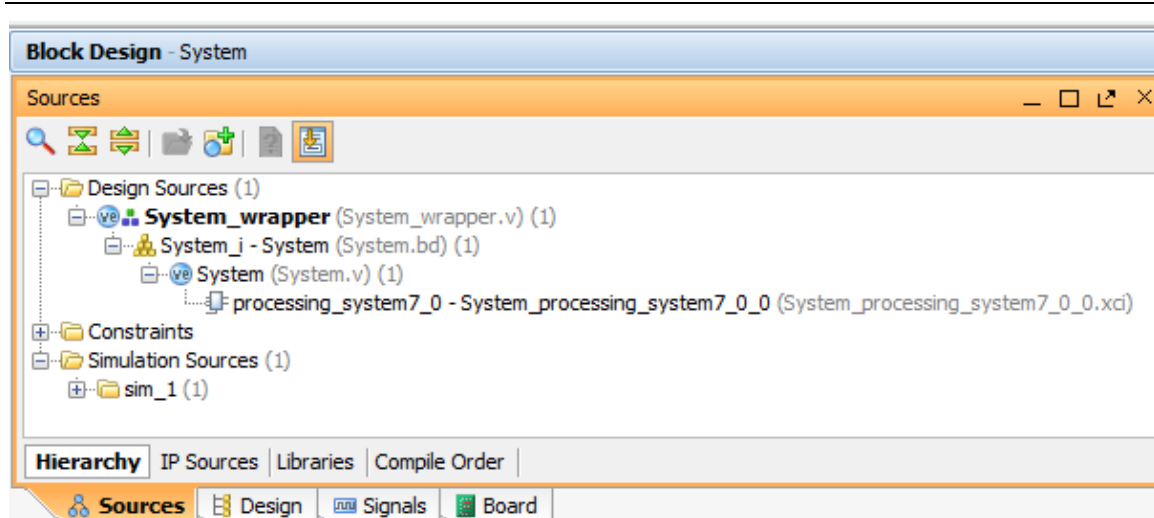 Block Design - System
Sources
Design Sources (1)
System_wrapper (System_wrapper.v) (1)
System_i - System (System.bd) (1)
System (System.v) (1)
processing_system7_0 - System_processing_system7_0_0 (System_processing_system7_0_0.xci)
Constraints
Simulation Sources (1)
sim_1 (1)
Hierarchy IP Sources Libraries Compile Order
Sources Design Signals Board